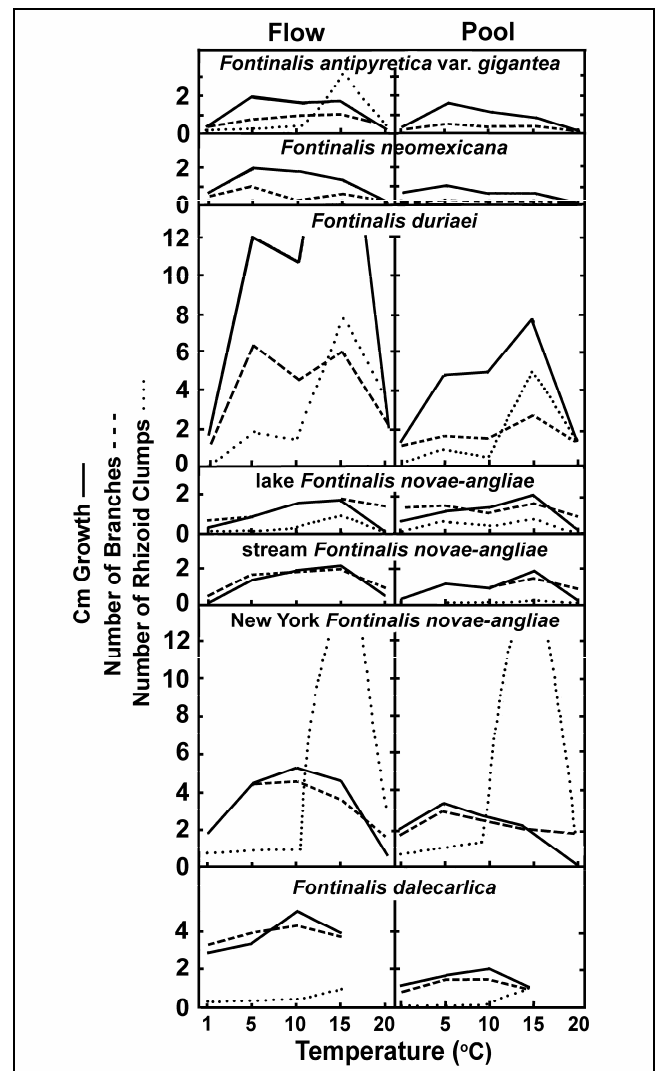 Flow Pool
Fontinalis antipyretica var. gigantea
2
0
Fontinalis neomexicana
2
0
Fontinalis duriaei
12
10
8
6
4
2
0
lake Fontinalis novae-angliae
2
0
stream Fontinalis novae-angliae
2
0
New York Fontinalis novae-angliae
12
10
8
6
4
2
0
Fontinalis dalecarlica
4
2
0
1 5 10 15 20 5 10 15 20
Temperature (oC)
Cm Growth
Number of Branches
Number of Rhizoid Clumps